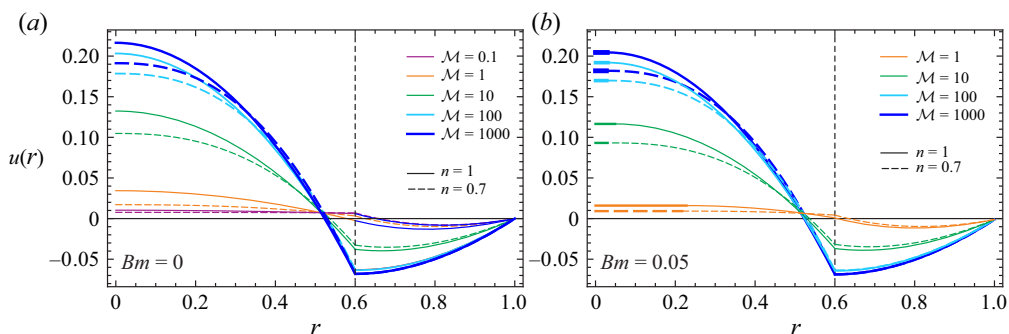 (a)
0.20
0.15
0.10
u(r)
0.05
0
−0.05
ℳ = 0.1
ℳ = 1
ℳ = 10
ℳ = 100
ℳ = 1000
n = 1
n = 0.7
Bm = 0
0 0.2 0.4 0.6 0.8 1.0
r
(b)
0.20
0.15
0.10
0.05
0
−0.05
ℳ = 1
ℳ = 10
ℳ = 100
ℳ = 1000
n = 1
n = 0.7
Bm = 0.05
0 0.2 0.4 0.6 0.8 1.0
r